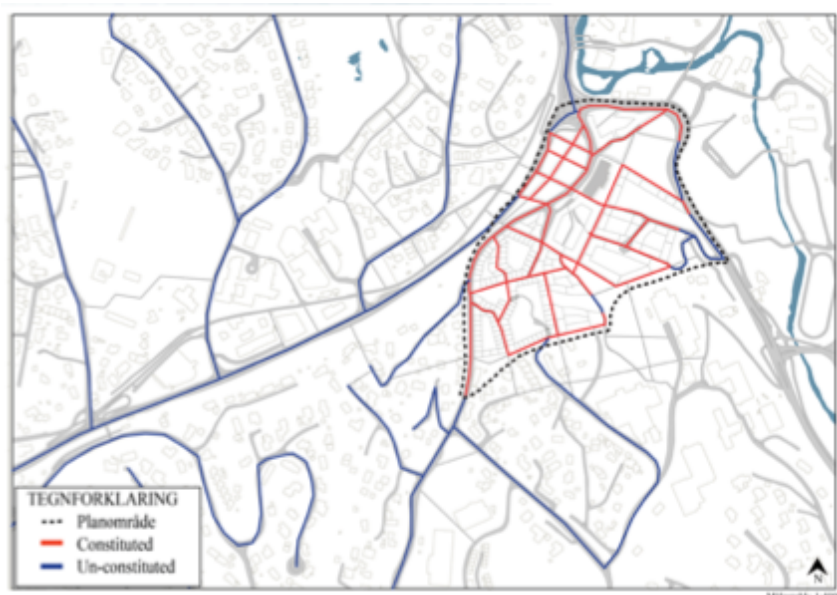 TEGNFORKLARING
Planområde
Constituted
Un-constituted
N